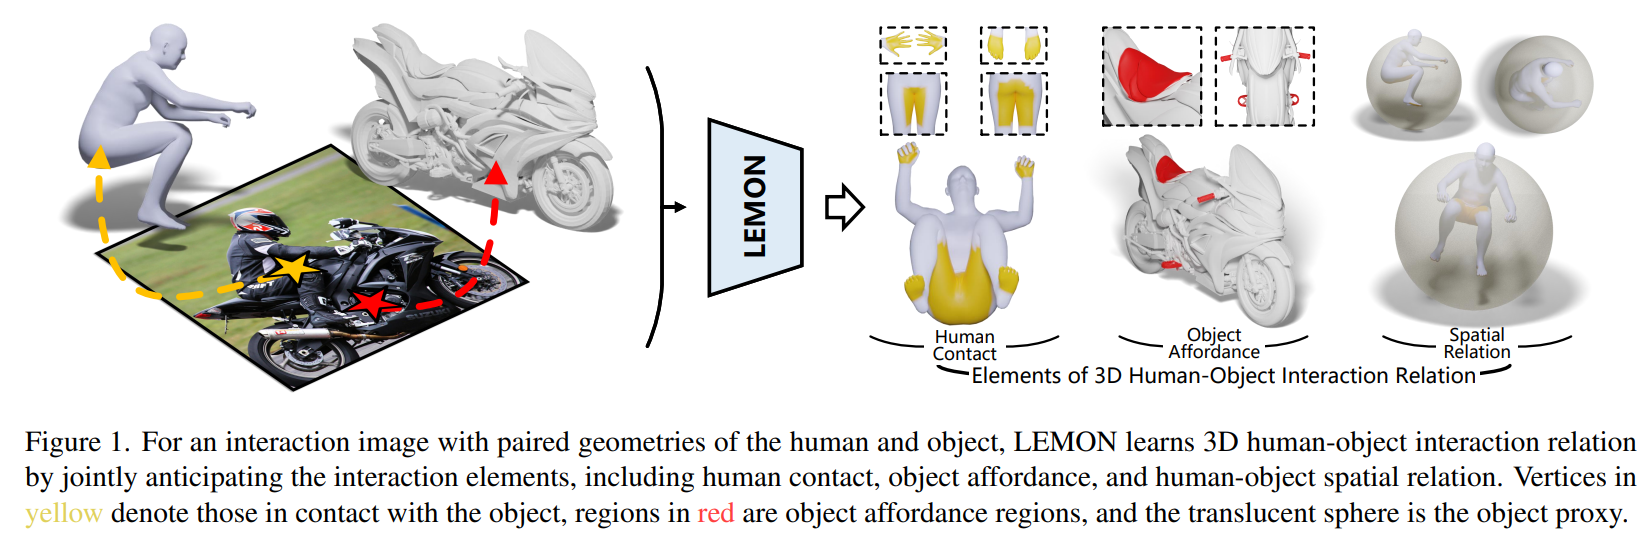 LEMON
Human
Contact
Object
Affordance
Spatial
Relation
Elements of 3D Human-Object Interaction Relation
SUZUKI
Figure 1. For an interaction image with paired geometries of the human and object, LEMON learns 3D human-object interaction relation
by jointly anticipating the interaction elements, including human contact, object affordance, and human-object spatial relation. Vertices in
yellow denote those in contact with the object, regions in red are object affordance regions, and the translucent sphere is the object proxy.